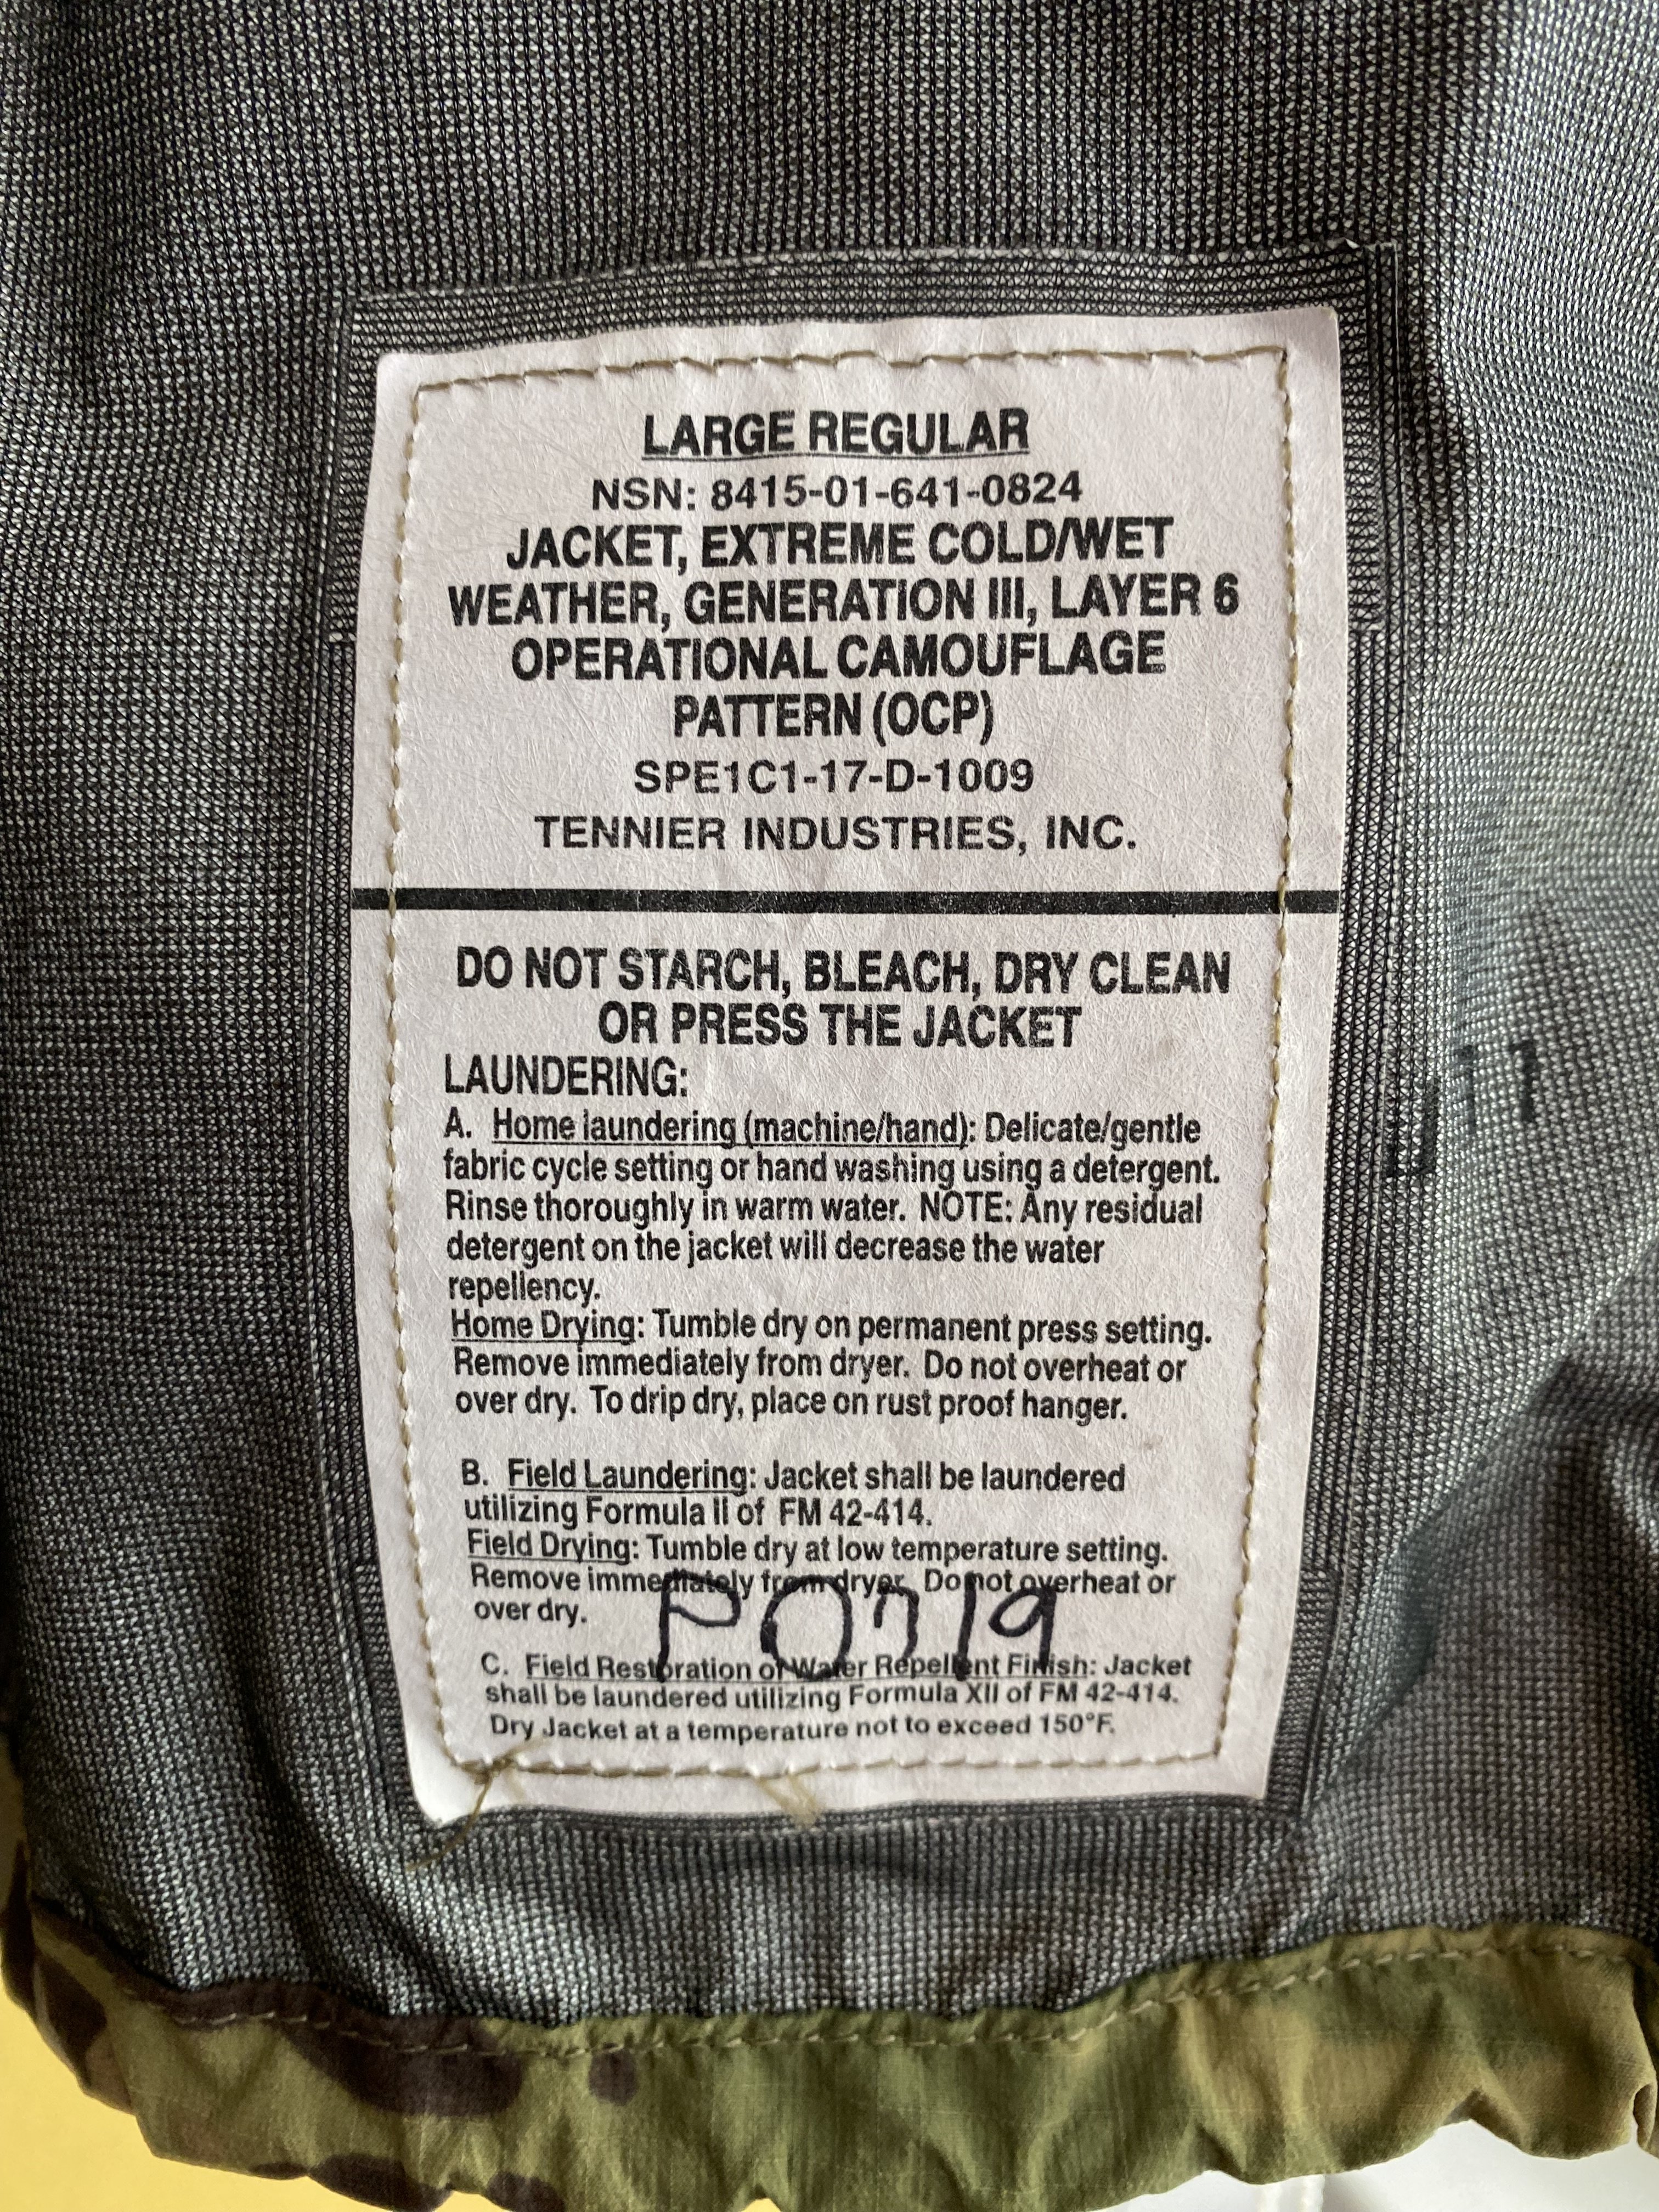 LARGE REGULAR
NSN: 8415-01-641-0824
JACKET, EXTREME COLD/WET
WEATHER, GENERATION III, LAYER 6
OPERATIONAL CAMOUFLAGE
PATTERN (OCP)
SPE1C1-17-D-1009
TENNIER INDUSTRIES, INC.
DO NOT STARCH, BLEACH, DRY CLEAN
OR PRESS THE JACKET
LAUNDERING:
A. Home laundering (machine/hand): Delicate/gentle
fabric cycle setting or hand washing using a detergent.
Rinse thoroughly in warm water. NOTE: Any residual
detergent on the jacket will decrease the water
repellency.
Home Drying: Tumble dry on permanent press setting.
Remove immediately from dryer. Do not overheat or
over dry. To drip dry, place on rust proof hanger.
B. Field Laundering: Jacket shall be laundered
utilizing Formula II of FM 42-414.
Field Drying: Tumble dry at low temperature setting.
Remove immediately from dryer. Do not overheat or
over dry.
P0719
C. Field Restoration of Water Repellent Finish: Jacket
shall be laundered utilizing Formula XII of FM 42-414.
Dry Jacket at a temperature not to exceed 150°F.